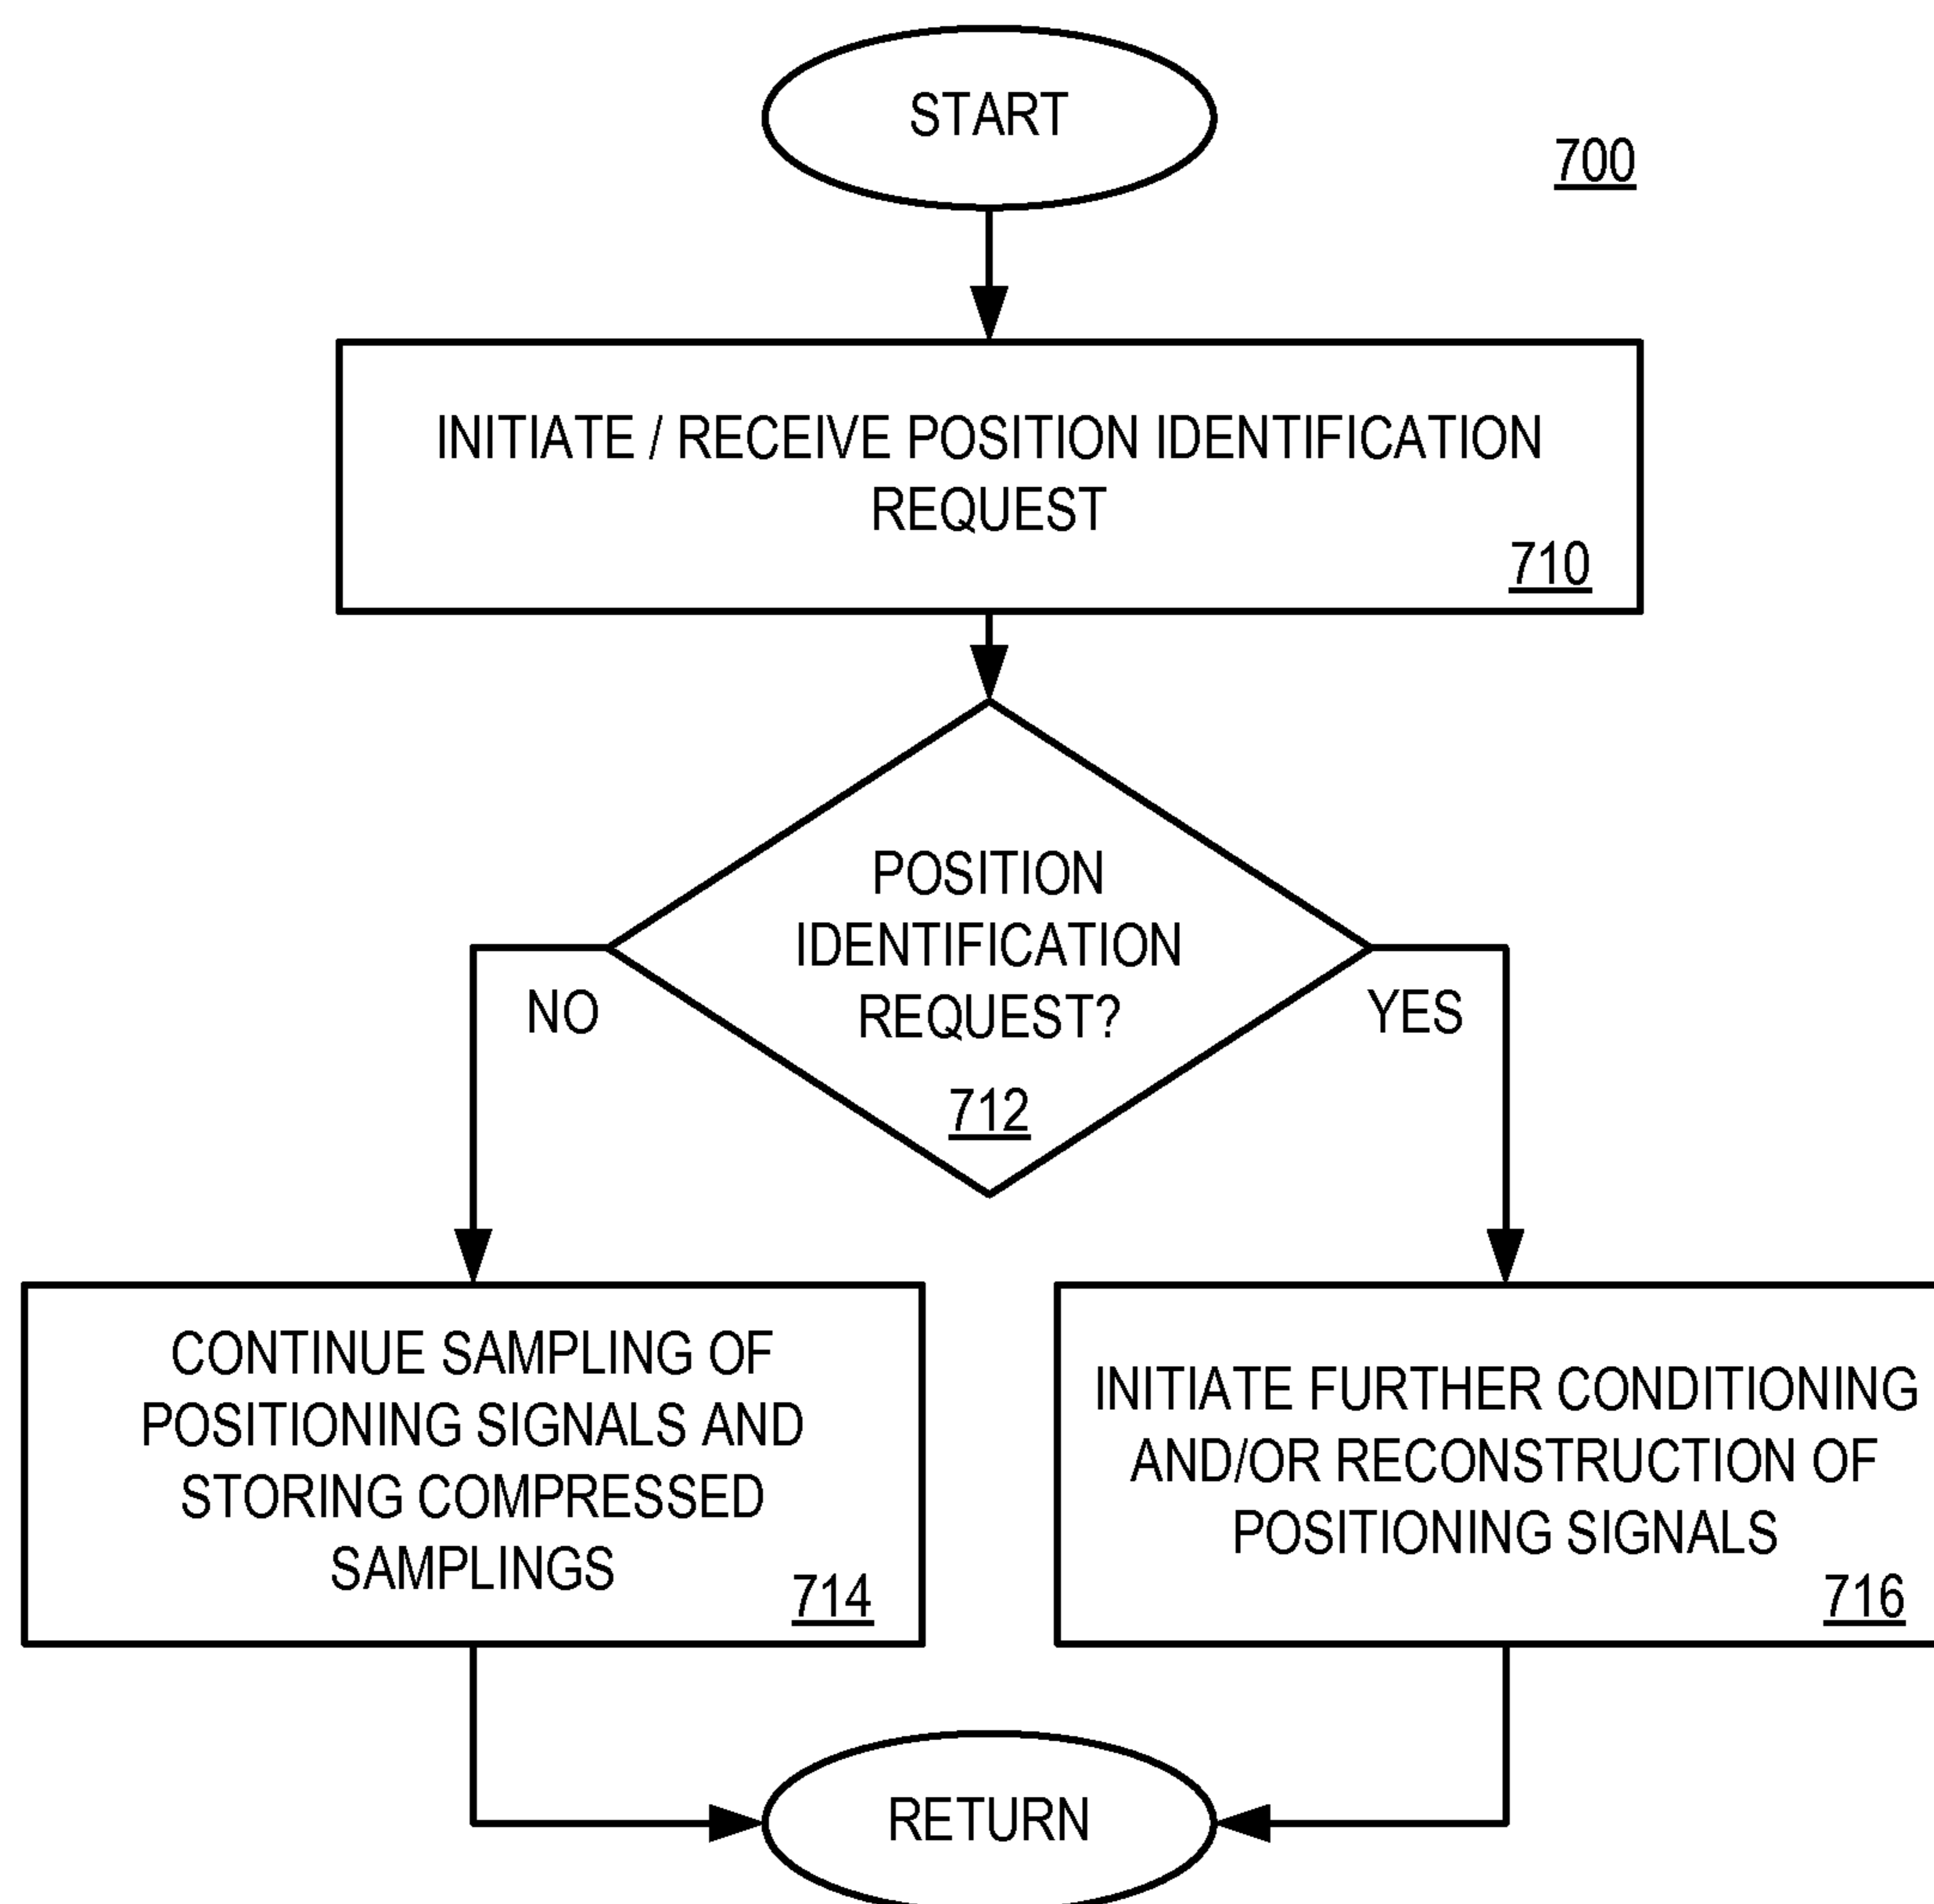 START
700
INITIATE / RECEIVE POSITION IDENTIFICATION
REQUEST
710
POSITION
IDENTIFICATION
REQUEST?
712
NO
YES
CONTINUE SAMPLING OF
POSITIONING SIGNALS AND
STORING COMPRESSED
SAMPLINGS
714
INITIATE FURTHER CONDITIONING
AND/OR RECONSTRUCTION OF
POSITIONING SIGNALS
716
RETURN